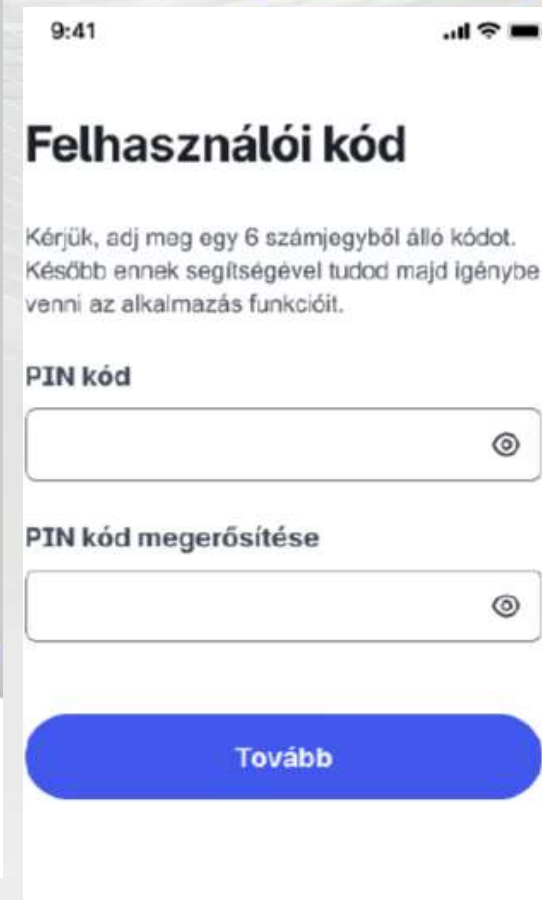 9:41
Felhasználói kód
Kérjük, adj meg egy 6 számjegyből álló kódot.
Később ennek segítségével tudod majd igénybe
venni az alkalmazás funkcióit.
PIN kód
PIN kód megerősítése
Tovább